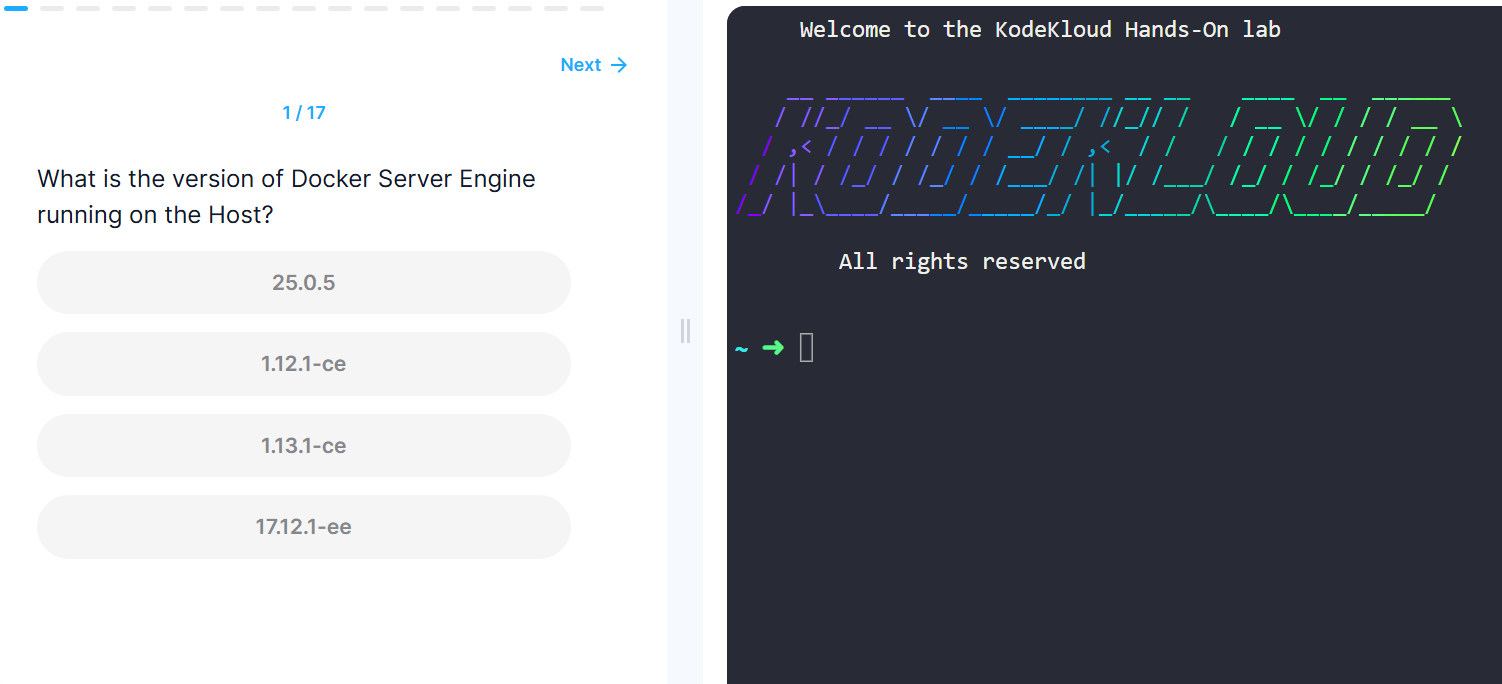 Next →
1 / 17
What is the version of Docker Server Engine
running on the Host?
25.0.5
1.12.1-ce
1.13.1-ce
17.12.1-ee
Welcome to the KodeKloud Hands-On lab
KODEKLOUD
All rights reserved
~ ➜